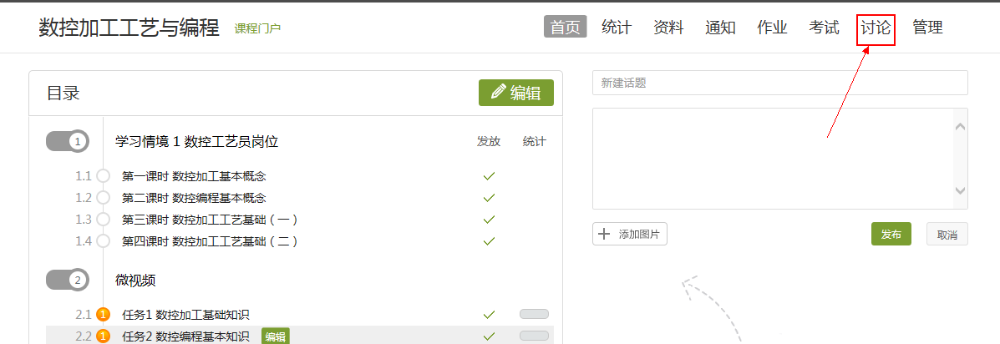 数控加工工艺与编程 课程门户 首页 统计 资料 通知 作业 考试 讨论 管理
目录 编辑
新建话题
1 学习情境 1 数控工艺员岗位 发放 统计
1.1 第一课时 数控加工基本概念
1.2 第二课时 数控编程基本概念
1.3 第三课时 数控加工工艺基础（一）
1.4 第四课时 数控加工工艺基础（二）
添加图片 发布 取消
2 微视频
2.1 1 任务1 数控加工基础知识
2.2 1 任务2 数控编程基本知识 编辑